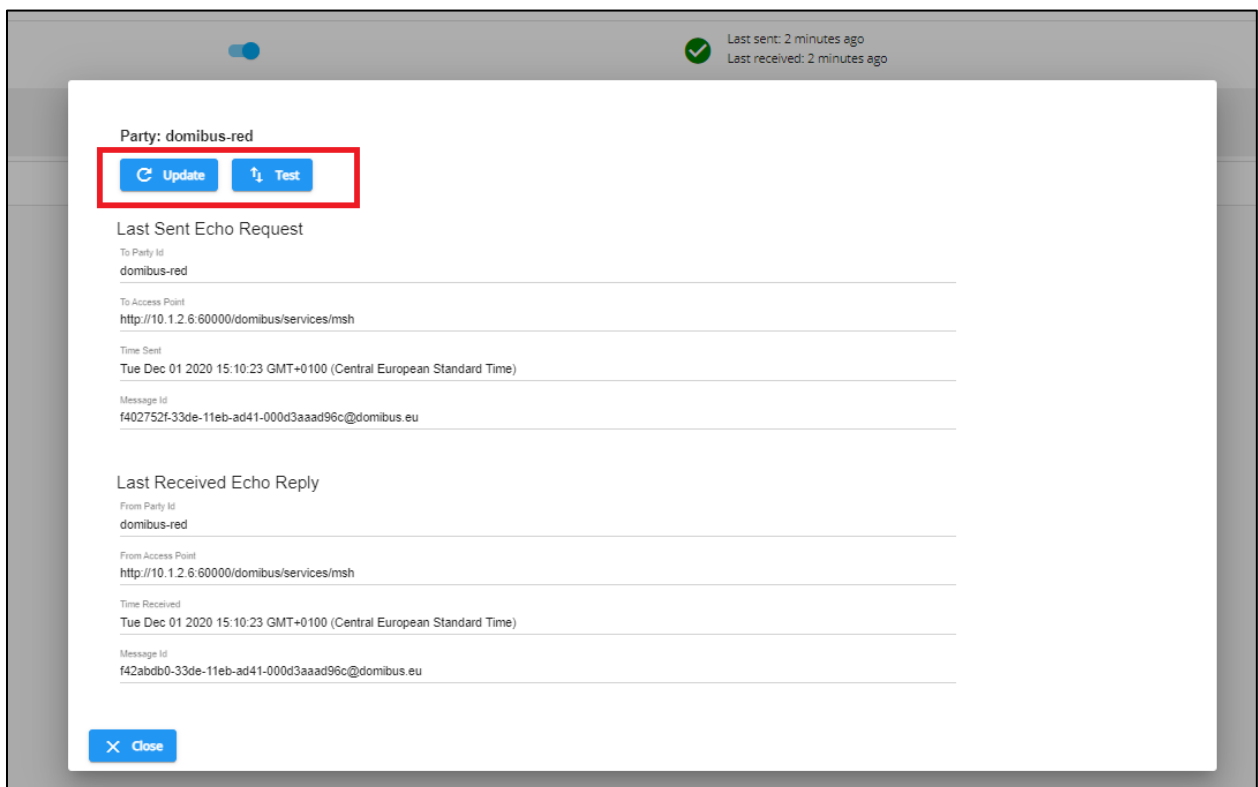 Last sent: 2 minutes ago
Last received: 2 minutes ago
Party: domibus-red
Update
Test
Last Sent Echo Request
To Party Id
domibus-red
To Access Point
http://10.1.2.6:60000/domibus/services/msh
Time Sent
Tue Dec 01 2020 15:10:23 GMT+0100 (Central European Standard Time)
Message Id
f402752f-33de-11eb-ad41-000d3aaad96c@domibus.eu
Last Received Echo Reply
From Party Id
domibus-red
From Access Point
http://10.1.2.6:60000/domibus/services/msh
Time Received
Tue Dec 01 2020 15:10:23 GMT+0100 (Central European Standard Time)
Message Id
f42abdb0-33de-11eb-ad41-000d3aaad96c@domibus.eu
Close